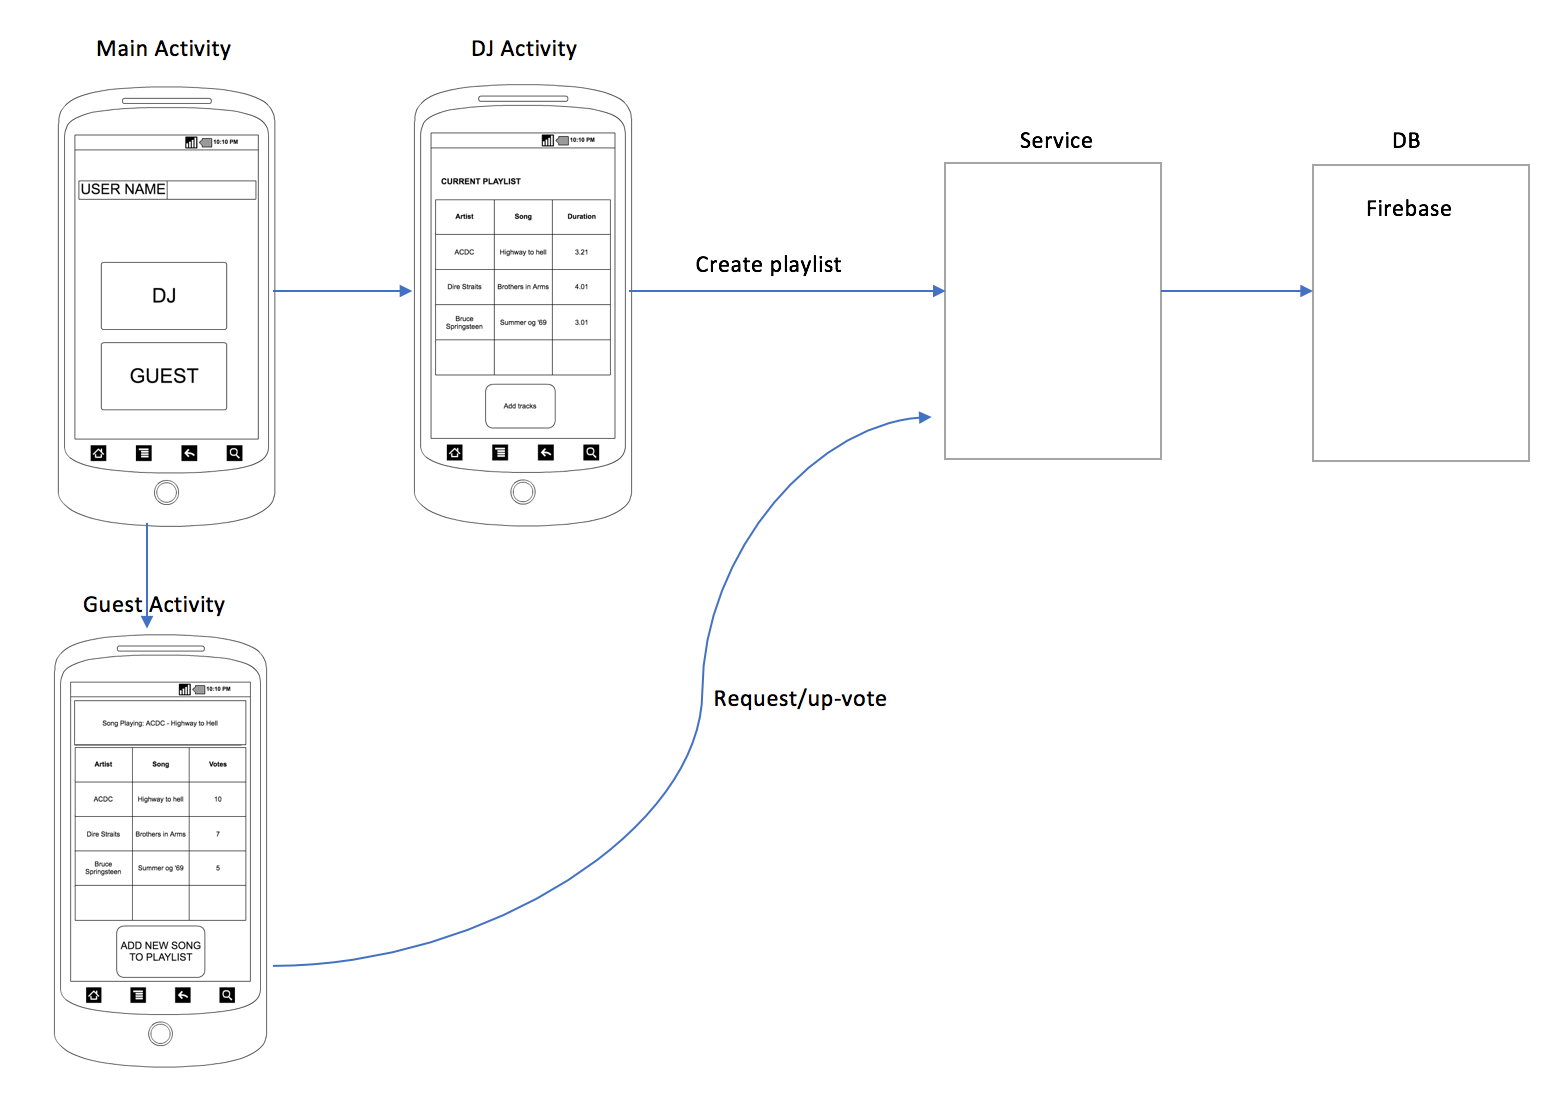 Main Activity
DJ Activity
10:10 PM
USER NAME
DJ
GUEST
10:10 PM
CURRENT PLAYLIST
Artist Song Duration
ACDC Highway to hell 3.21
Dire Straits Brothers in Arms 4.01
Bruce
Springsteen Summer og '69 3.01
Add tracks
Create playlist
Service
DB
Firebase
Guest Activity
10:10 PM
Song Playing: ACDC - Highway to Hell
Artist Song Votes
ACDC Highway to hell 10
Dire Straits Brothers in Arms 7
Bruce
Springsteen Summer og '69 5
ADD NEW SONG
TO PLAYLIST
Request/up-vote